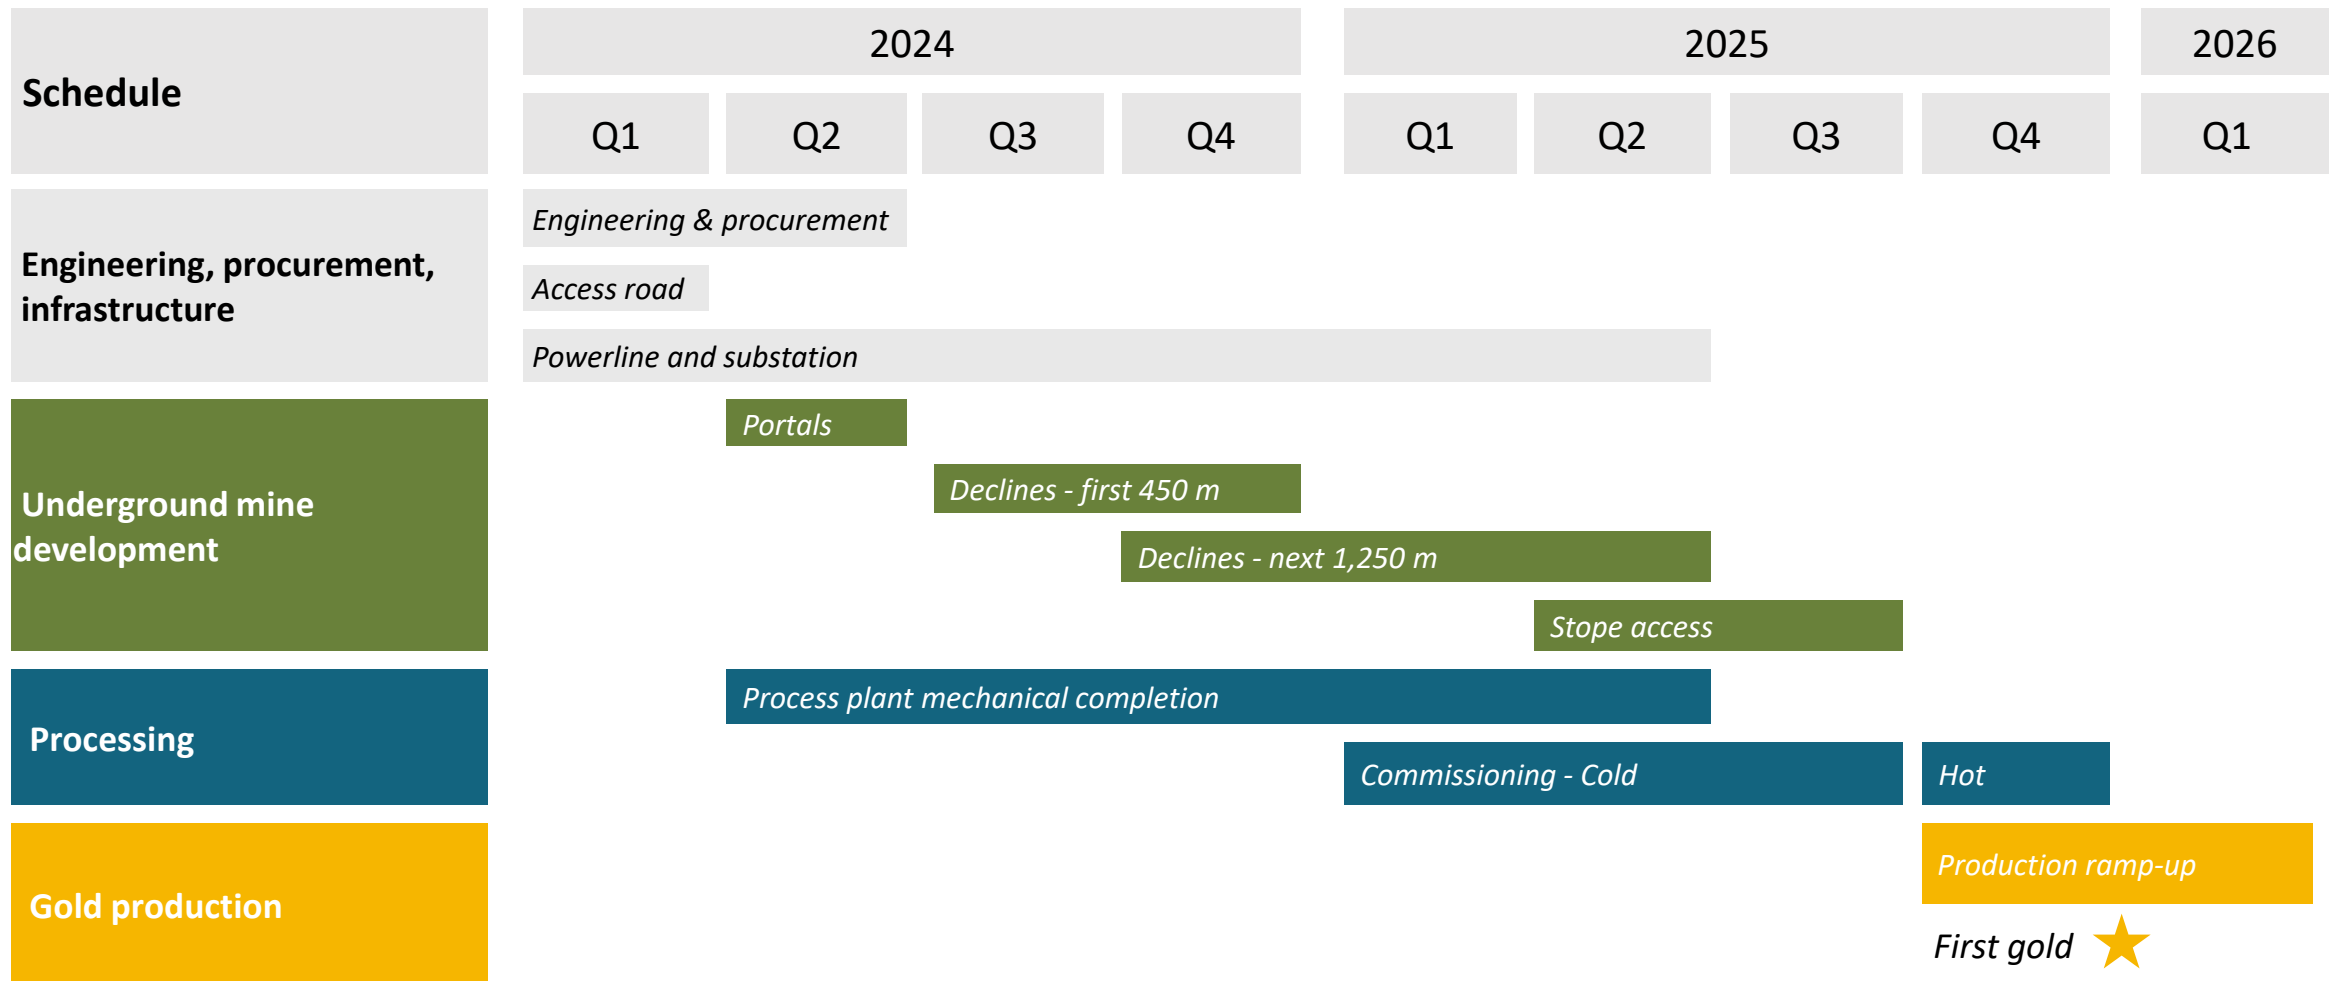 Schedule
2024
2025
2026
Q1
Q2
Q3
Q4
Q1
Q2
Q3
Q4
Q1
Engineering, procurement,
infrastructure
Engineering & procurement
Access road
Powerline and substation
Underground mine
development
Portals
Declines - first 450 m
Declines - next 1,250 m
Stope access
Processing
Process plant mechanical completion
Commissioning - Cold
Hot
Gold production
Production ramp-up
First gold